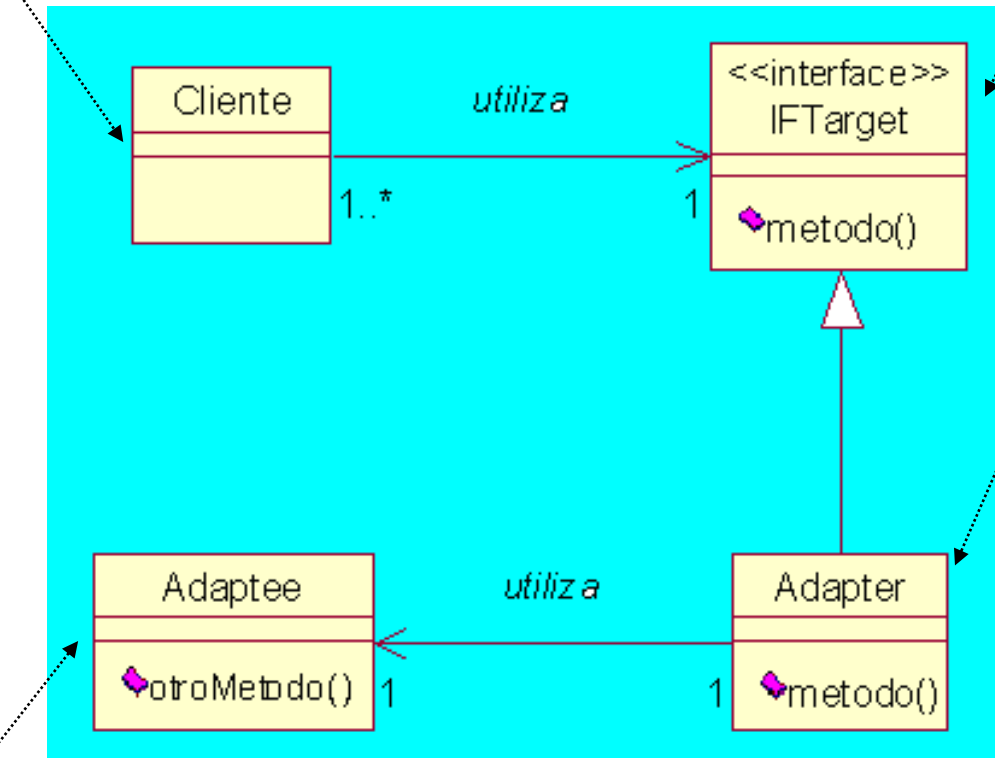 Cliente
utiliza
<<interface>>
IFTarget
1..*
1
metodo()
Adaptee
utiliza
Adapter
otroMetodo()
1
1
metodo()